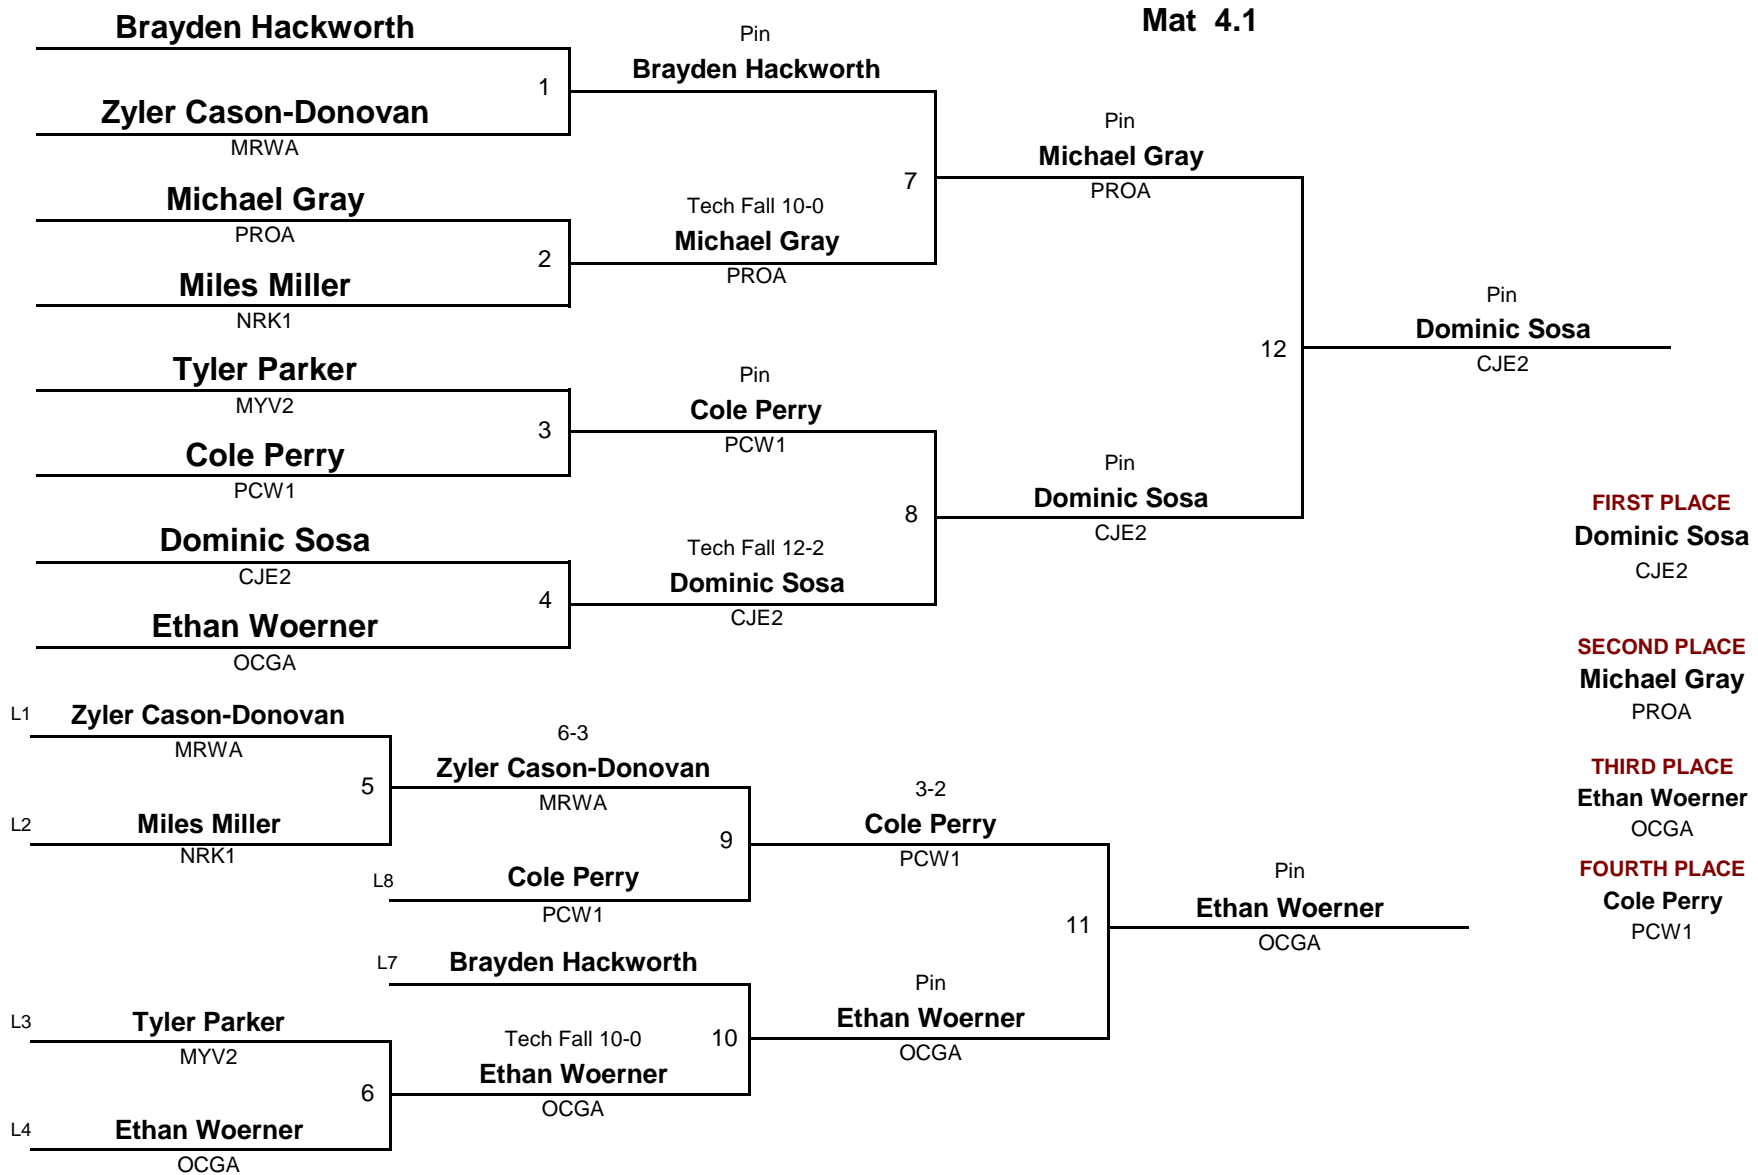 Mat 4.1
Brayden Hackworth
1
Zyler Cason-Donovan
MRWA
Michael Gray
PROA
2
Miles Miller
NRK1
Tyler Parker
MYV2
3
Cole Perry
PCW1
Dominic Sosa
CJE2
4
Ethan Woerner
OCGA
Pin
Brayden Hackworth
7
Tech Fall 10-0
Michael Gray
PROA
Pin
Cole Perry
PCW1
8
Tech Fall 12-2
Dominic Sosa
CJE2
Pin
Michael Gray
PROA
12
Pin
Dominic Sosa
CJE2
Pin
Dominic Sosa
CJE2
FIRST PLACE
Dominic Sosa
CJE2
SECOND PLACE
Michael Gray
PROA
THIRD PLACE
Ethan Woerner
OCGA
FOURTH PLACE
Cole Perry
PCW1
L1 Zyler Cason-Donovan
MRWA
5
L2 Miles Miller
NRK1
6-3
Zyler Cason-Donovan
MRWA
9
L8 Cole Perry
PCW1
L7 Brayden Hackworth
L3 Tyler Parker
MYV2
6
L4 Ethan Woerner
OCGA
Tech Fall 10-0
10
Ethan Woerner
OCGA
3-2
Cole Perry
PCW1
11
Pin
Ethan Woerner
OCGA
Pin
Ethan Woerner
OCGA